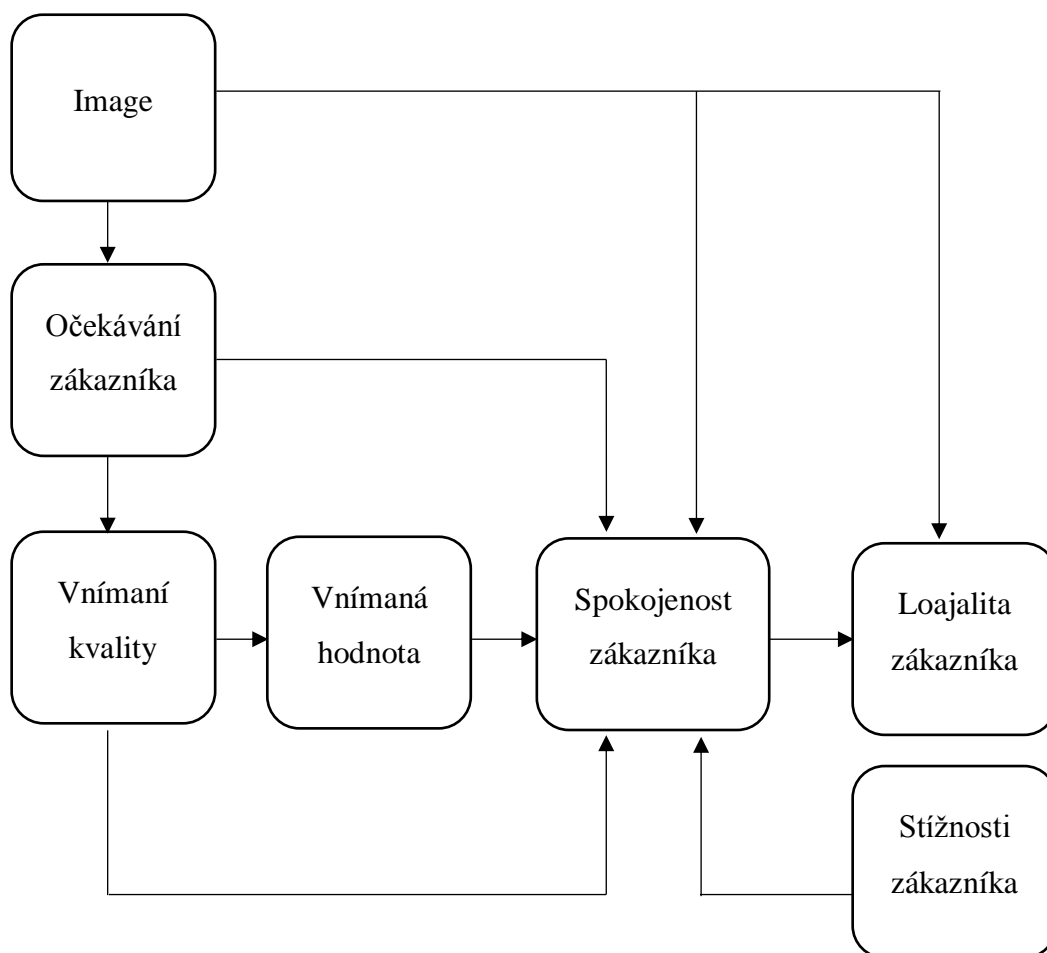 Image
Očekávání
zákazníka
Vnímaní
kvality
Vnímaná
hodnota
Spokojenost
zákazníka
Loajalita
zákazníka
Stížnosti
zákazníka